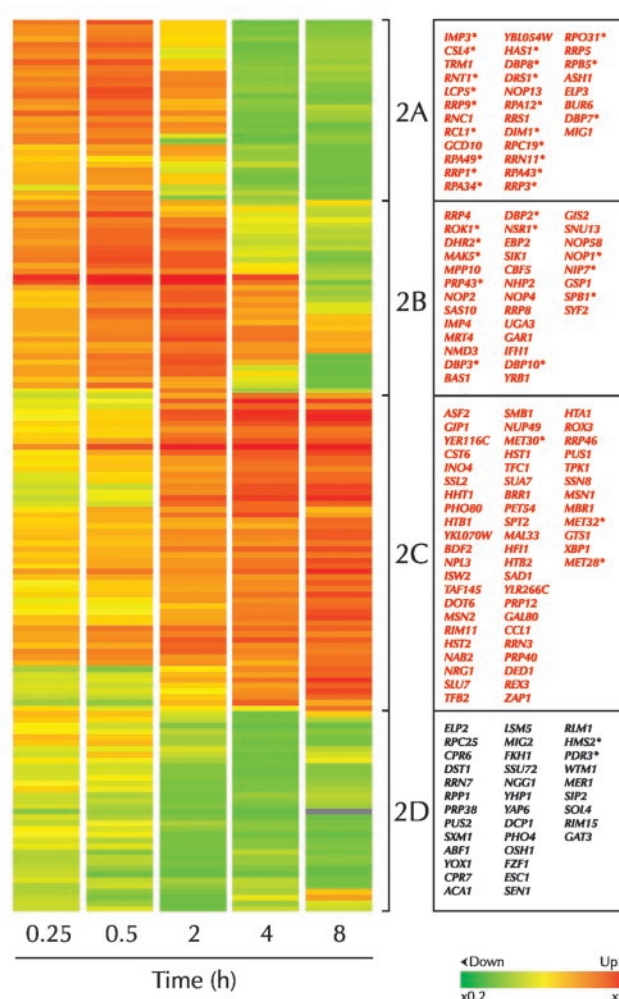 2A
IMP3* YBL054W RPO31*
CSL4* HAS1* RRP5
TRM1 DBP8* RPB5*
RNT1* DRS1* ASH1
LCP5* NOP13 ELP3
RRP9* RPA12* BUR6
RNC1 RRS1 DBP7*
RCL1* DIM1* MIG1
GCD10 RPC19*
RPA49* RRN11*
RRP1* RPA43*
RPA34* RRP3*
2B
RRP4 DBP2* GIS2
ROK1* NSR1* SNU13
DHR2* EBP2 NOP58
MAK5* SIK1 NOP1*
MPP10 CBF5 NIP7*
PRP43* NHP2 GSP1
NOP2 NOP4 SPB1*
SAS10 RRP8 SYF2
IMP4 UGA3
MRT4 GAR1
NMD3 IFH1
DBP3* DBP10*
BAS1 YRB1
2C
ASF2 SMB1 HTA1
GIP1 NUP49 ROX3
YER116C MET30* RRP46
CST6 HST1 PUS1
INO4 TFC1 TPK1
SSL2 SUA7 SSN8
HHT1 BRR1 MSN1
PHO80 PET54 MBR1
HTB1 SPT2 MET32*
YKL070W MAL33 GTS1
BDF2 HFI1 XBP1
NPL3 HTB2 MET28*
ISW2 SAD1
TAF145 YLR266C
DOT6 PRP12
MSN2 GAL80
RIM11 CCL1
HST2 RRN3
NAB2 PRP40
NRG1 DED1
SLU7 REX3
TFB2 ZAP1
2D
ELP2 LSM5 RLM1
RPC25 MIG2 HMS2*
CPR6 FKH1 PDR3*
DST1 SSU72 WTM1
RRN7 NGG1 MER1
RPP1 YHP1 SIP2
PRP38 YAP6 SOL4
PUS2 DCP1 RIM15
SXM1 PHO4 GAT3
ABF1 OSH1
YOX1 FZF1
CPR7 ESC1
ACA1 SEN1
0.25 0.5 2 4 8
Time (h)
Down Up
x0.2 x